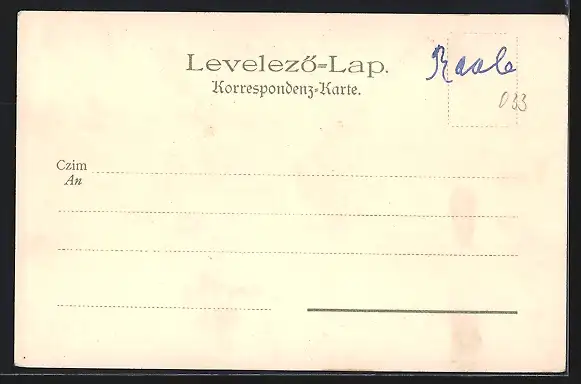 Levelező-Lap.
Korrespondenz-Karte.
Raab
033
Czim
An